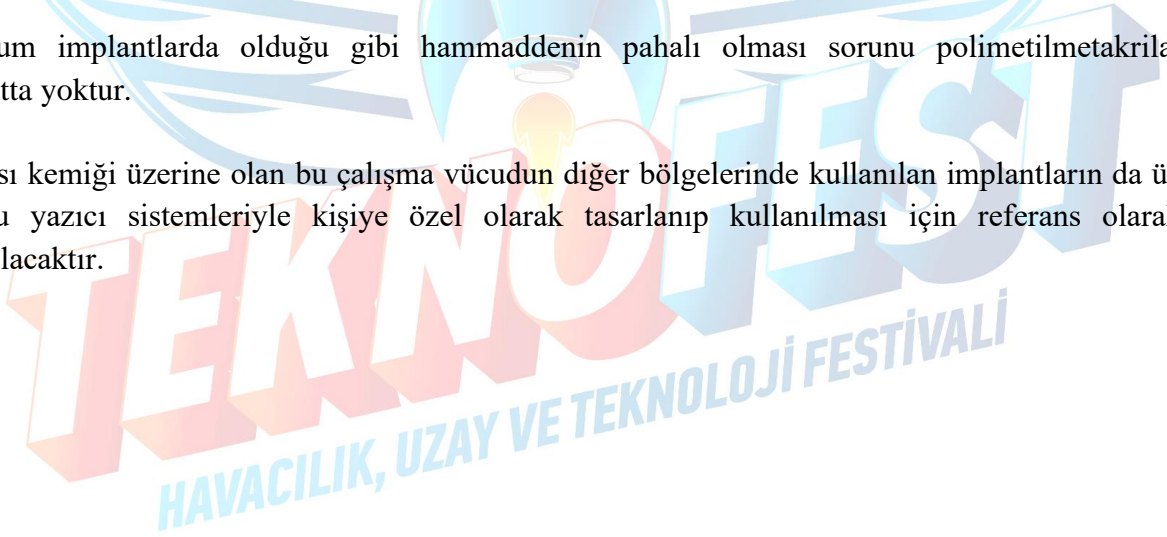 um implantlarda olduğu gibi hammaddenin pahalı olması sorunu polimetilmetakrila
tta yoktur.
sı kemiği üzerine olan bu çalışma vücudun diğer bölgelerinde kullanılan implantların da ü
u yazıcı sistemleriyle kişiye özel olarak tasarlanıp kullanılması için referans olara
lacaktır.
TEKNOFEST
HAVACILIK, UZAY VE TEKNOLOJİ FESTİVALİ